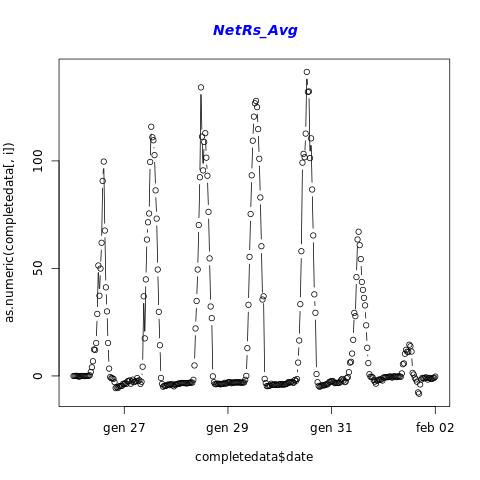 NetRs_Avg
as.numeric(completedata[, i])
100
50
0
gen 27
gen 29
gen 31
feb 02
completedata$date